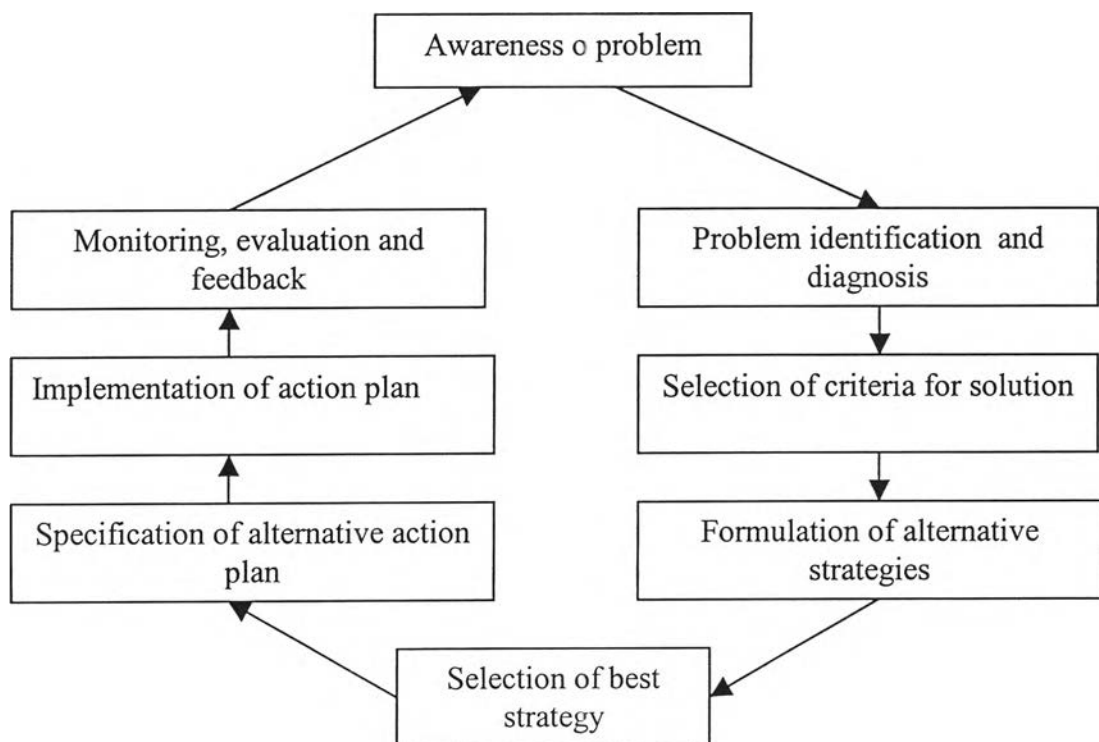 Awareness o problem
Problem identification and
diagnosis
Selection of criteria for solution
Formulation of alternative
strategies
Selection of best
strategy
Specification of alternative action
plan
Implementation of action plan
Monitoring, evaluation and
feedback